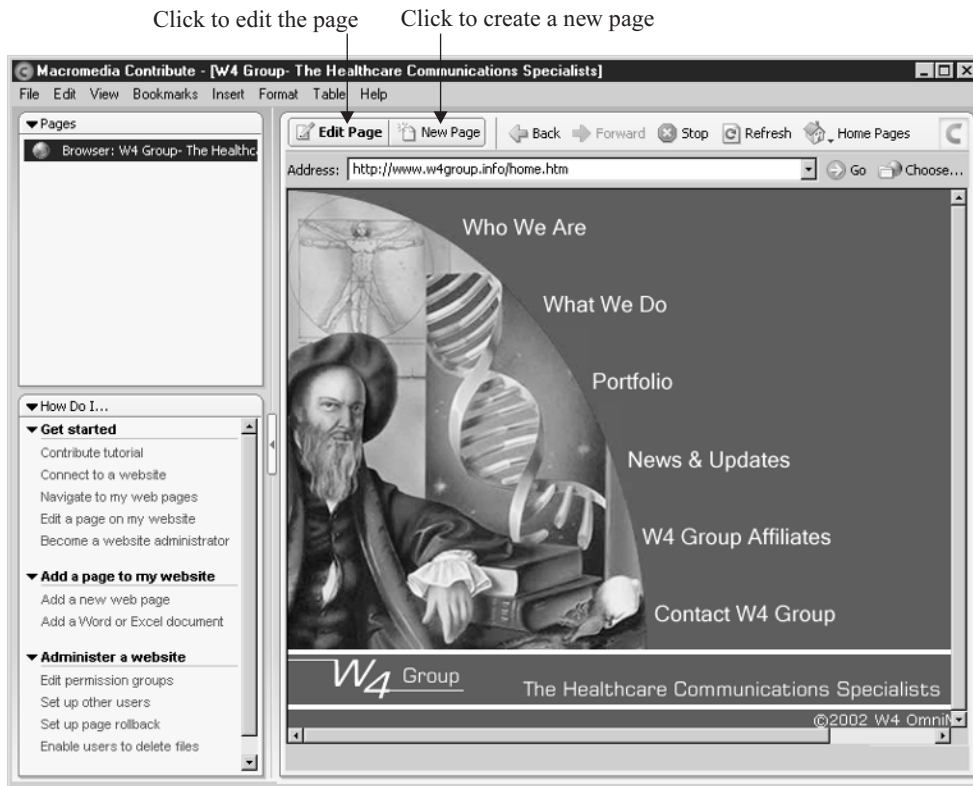 Click to edit the page Click to create a new page
Macromedia Contribute - [W4 Group- The Healthcare Communications Specialists]
File Edit View Bookmarks Insert Format Table Help
Pages
Browser: W4 Group- The Healthc
How Do I...
Get started
Contribute tutorial
Connect to a website
Navigate to my web pages
Edit a page on my website
Become a website administrator
Add a page to my website
Add a new web page
Add a Word or Excel document
Administer a website
Edit permission groups
Set up other users
Set up page rollback
Enable users to delete files
Edit Page New Page Back Forward Stop Refresh Home Pages
Address: http://www.w4group.info/home.htm Go Choose...
Who We Are
What We Do
Portfolio
News & Updates
W4 Group Affiliates
Contact W4 Group
W4 Group
The Healthcare Communications Specialists
©2002 W4 OmniM